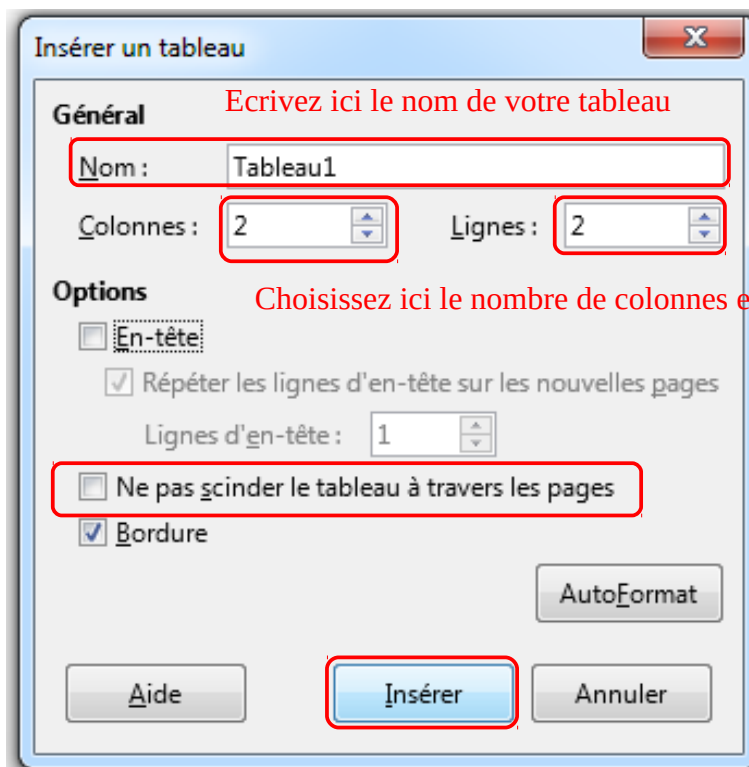 Insérer un tableau
Général
Ecrivez ici le nom de votre tableau
Nom : Tableau1
Colonnes : 2 Lignes : 2
Options
Choisissez ici le nombre de colonnes e
En-tête
Répéter les lignes d'en-tête sur les nouvelles pages
Lignes d'en-tête : 1
Ne pas scinder le tableau à travers les pages
Bordure
AutoFormat
Aide Insérer Annuler